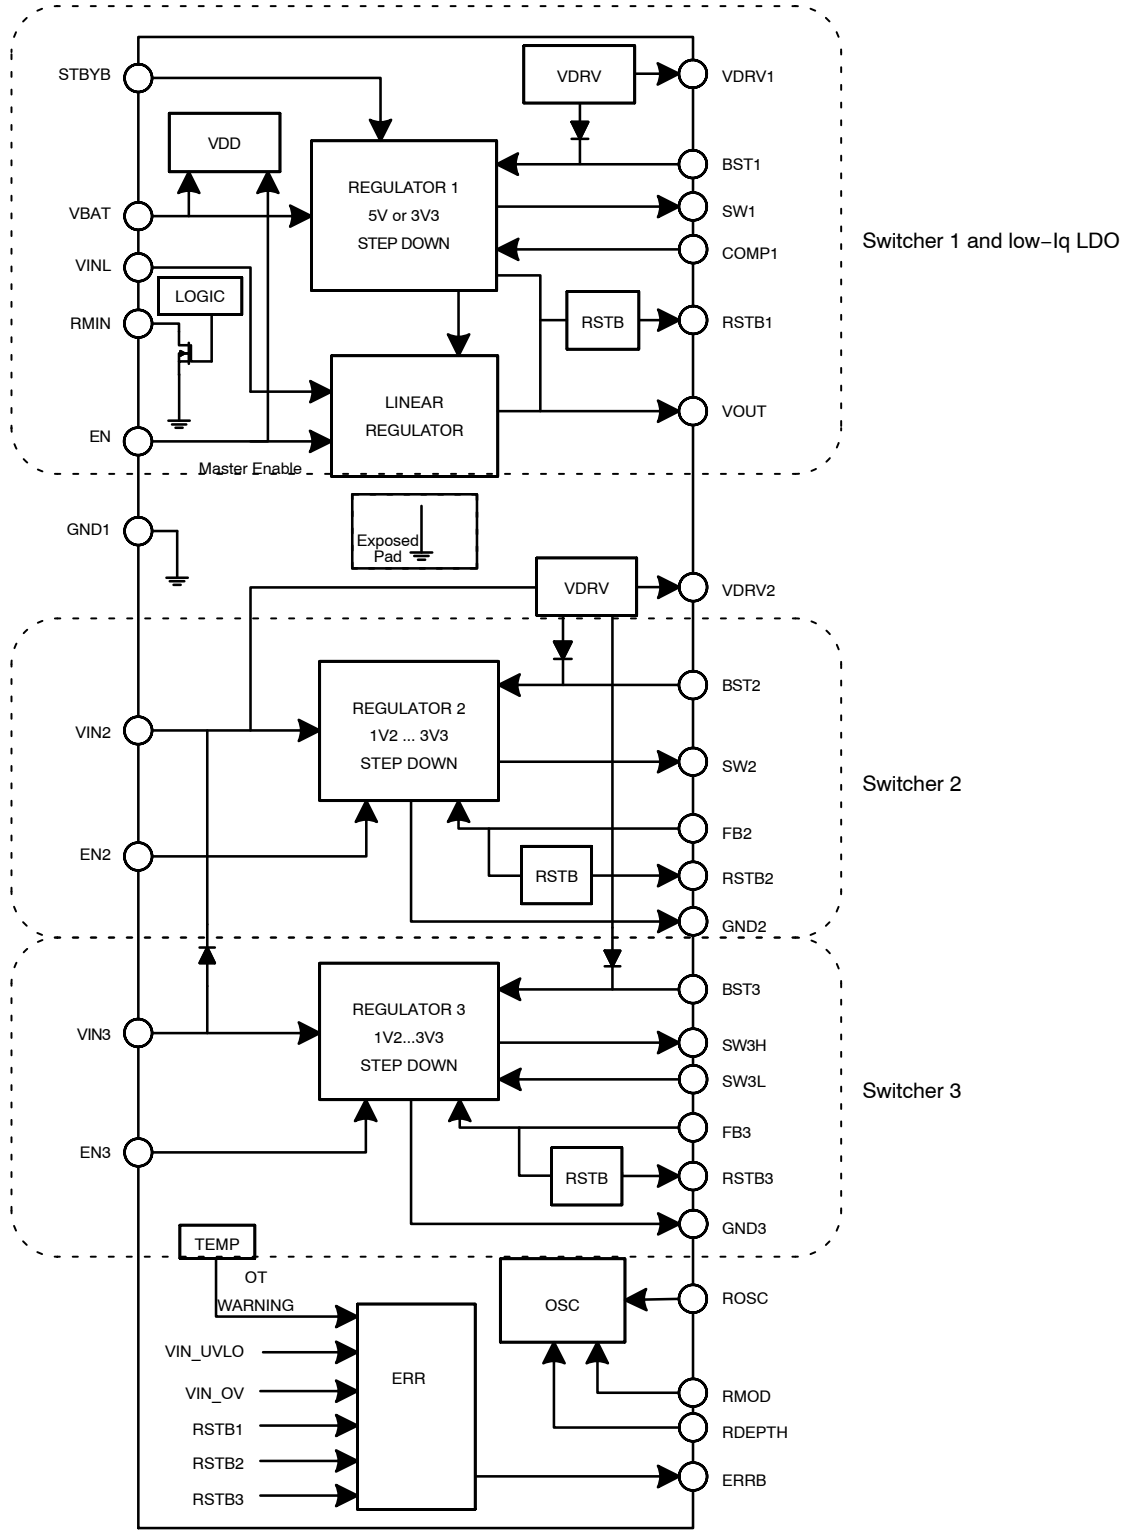 STBYB
VDRV
VDRV1
VDD
BST1
REGULATOR 1
5V or 3V3
STEP DOWN
VBAT
SW1
Switcher 1 and low–Iq LDO
COMP1
VINL
LOGIC
RMIN
RSTB
RSTB1
LINEAR
REGULATOR
VOUT
EN
Master Enable
GND1
Exposed
Pad
VDRV
VDRV2
BST2
REGULATOR 2
1V2 ... 3V3
STEP DOWN
VIN2
SW2
Switcher 2
FB2
EN2
RSTB
RSTB2
GND2
BST3
REGULATOR 3
1V2...3V3
STEP DOWN
VIN3
SW3H
SW3L
Switcher 3
FB3
EN3
RSTB
RSTB3
GND3
TEMP
OT
WARNING
OSC
ROSC
VIN_UVLO
ERR
VIN_OV
RMOD
RSTB1
RDEPTH
RSTB2
ERRB
RSTB3